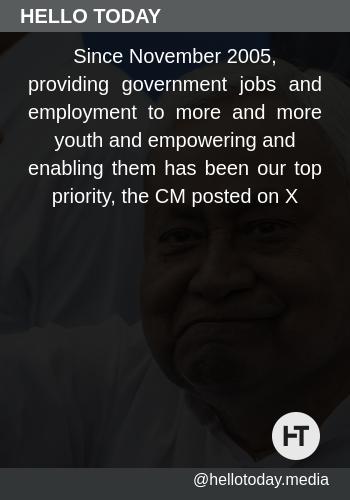 HELLO TODAY
Since November 2005,
providing government jobs and
employment to more and more
youth and empowering and
enabling them has been our top
priority, the CM posted on X
HT
@hellotoday.media